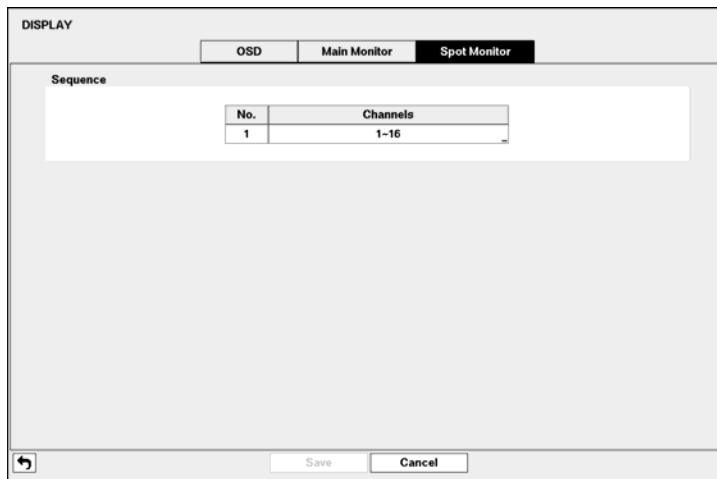 DISPLAY
OSD Main Monitor Spot Monitor
Sequence
No. Channels
1 1~16
Save Cancel